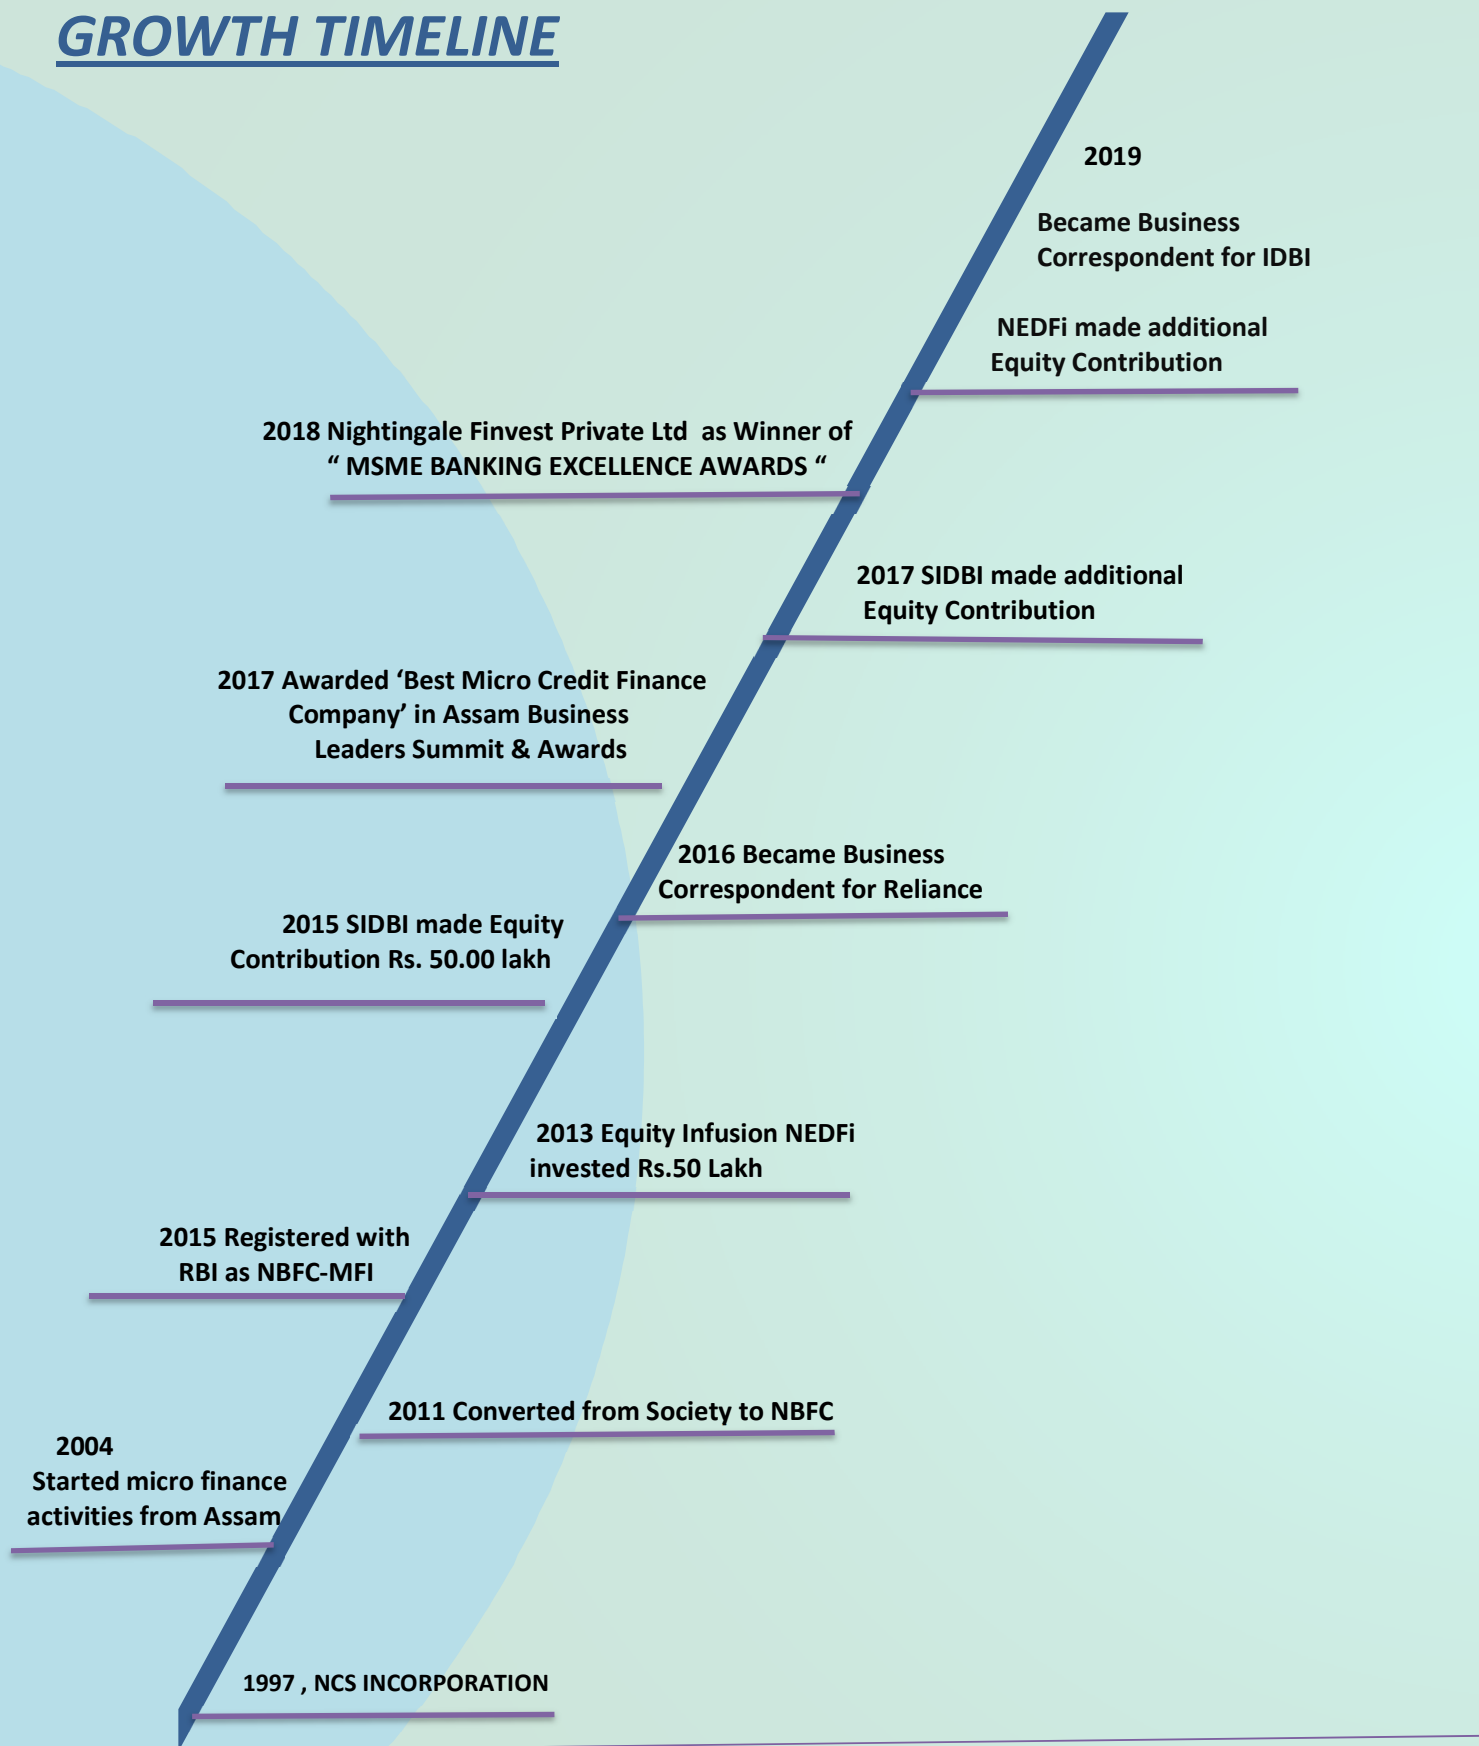 GROWTH TIMELINE
2019
Became Business
Correspondent for IDBI
NEDFi made additional
Equity Contribution
2018 Nightingale Finvest Private Ltd as Winner of
“ MSME BANKING EXCELLENCE AWARDS “
2017 SIDBI made additional
Equity Contribution
2017 Awarded ‘Best Micro Credit Finance
Company’ in Assam Business
Leaders Summit & Awards
2016 Became Business
Correspondent for Reliance
2015 SIDBI made Equity
Contribution Rs. 50.00 lakh
2013 Equity Infusion NEDFi
invested Rs.50 Lakh
2015 Registered with
RBI as NBFC-MFI
2011 Converted from Society to NBFC
2004
Started micro finance
activities from Assam
1997 , NCS INCORPORATION